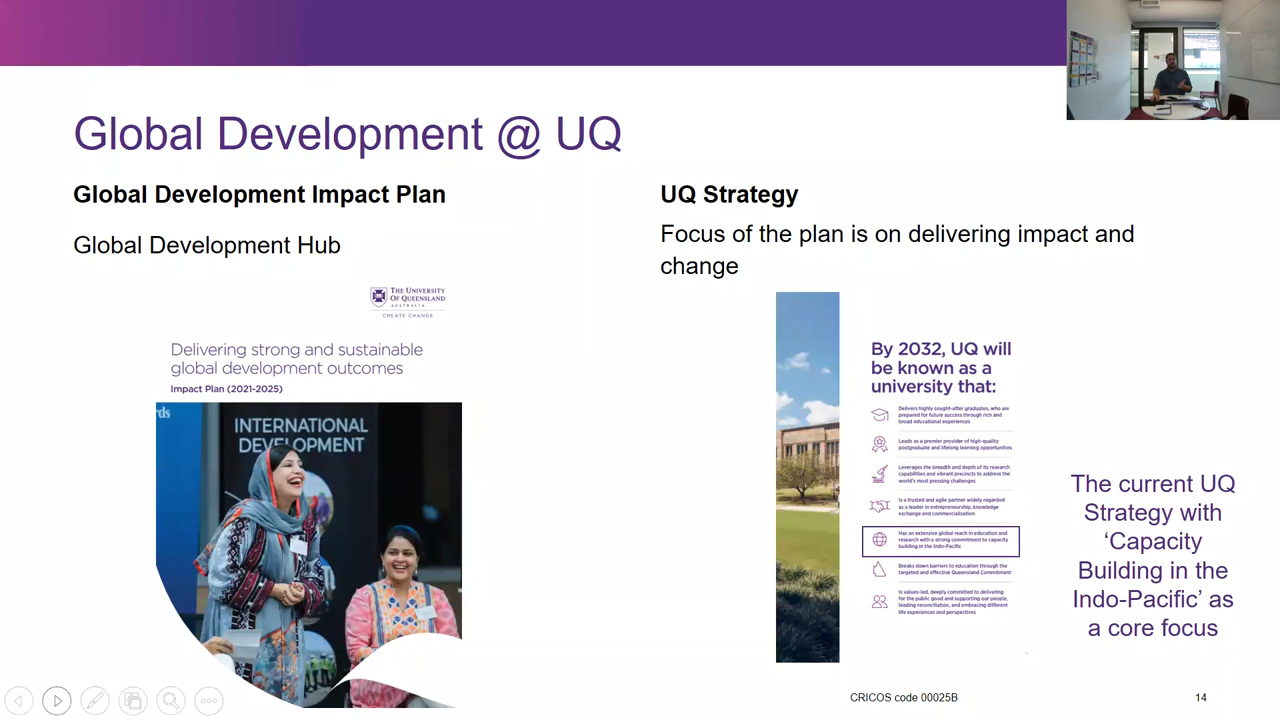 Global Development @ UQ
Global Development Impact Plan
Global Development Hub
THE UNIVERSITY
OF QUEENSLAND
AUSTRALIA
CREATE CHANGE
Delivering strong and sustainable
global development outcomes
Impact Plan (2021-2025)
rds
INTERNATIONAL
DEVELOPMENT
UQ Strategy
Focus of the plan is on delivering impact and
change
By 2032, UQ will
be known as a
university that:
Delivers highly sought-after graduates, who are
prepared for future success through rich and
broad educational experiences
Leads as a premier provider of high-quality
postgraduate and lifelong learning opportunities
Leverages the breadth and depth of its research
capabilities and vibrant precincts to address the
world's most pressing challenges
Is a trusted and agile partner widely regarded
as a leader in entrepreneurship, knowledge
exchange and commercialisation
Has an extensive global reach in education and
research with a strong commitment to capacity
building in the Indo-Pacific
Breaks down barriers to education through the
targeted and effective Queensland Commitment
Is values-led, deeply committed to delivering
for the public good and supporting our people,
leading reconciliation, and embracing different
life experiences and perspectives
The current UQ
Strategy with
‘Capacity
Building in the
Indo-Pacific’ as
a core focus
CRICOS code 00025B
14